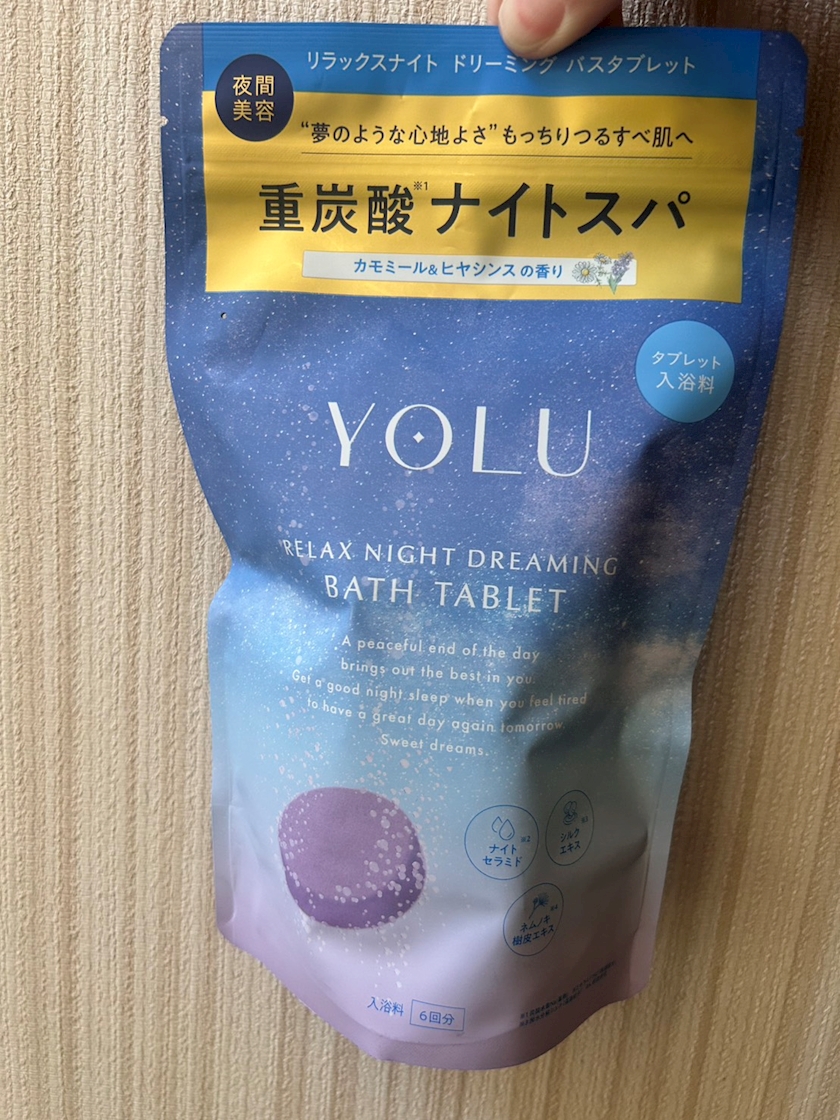 リラックスナイト ドリーミング バスタブレット
夜間
美容
“夢のような心地よさ”もっちりつるすべ肌へ
重炭酸※1ナイトスパ
カモミール&ヒヤシンスの香り
タブレット
入浴料
YOLU
RELAX NIGHT DREAMING
BATH TABLET
A peaceful end of the day
brings out the best in you.
Get a good night sleep when you feel tired
to have a great day again tomorrow.
Sweet dreams.
ナイト
セラミド
※2
シルク
エキス
※3
ネムノキ
樹皮エキス
※4
入浴料 6回分